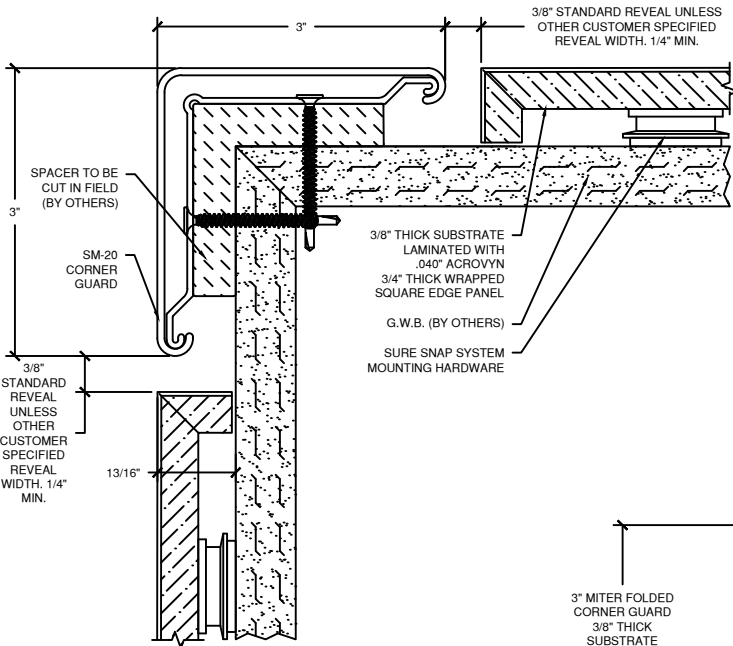 3"
3/8" STANDARD REVEAL UNLESS
OTHER CUSTOMER SPECIFIED
REVEAL WIDTH. 1/4" MIN.
SPACER TO BE
CUT IN FIELD
(BY OTHERS)
3"
SM-20
CORNER
GUARD
3/8" THICK SUBSTRATE
LAMINATED WITH
.040" ACROVYN
3/4" THICK WRAPPED
SQUARE EDGE PANEL
G.W.B. (BY OTHERS)
SURE SNAP SYSTEM
MOUNTING HARDWARE
3/8"
STANDARD
REVEAL
UNLESS
OTHER
CUSTOMER
SPECIFIED
REVEAL
WIDTH. 1/4"
MIN.
13/16"
3" MITER FOLDED
CORNER GUARD
3/8" THICK
SUBSTRATE